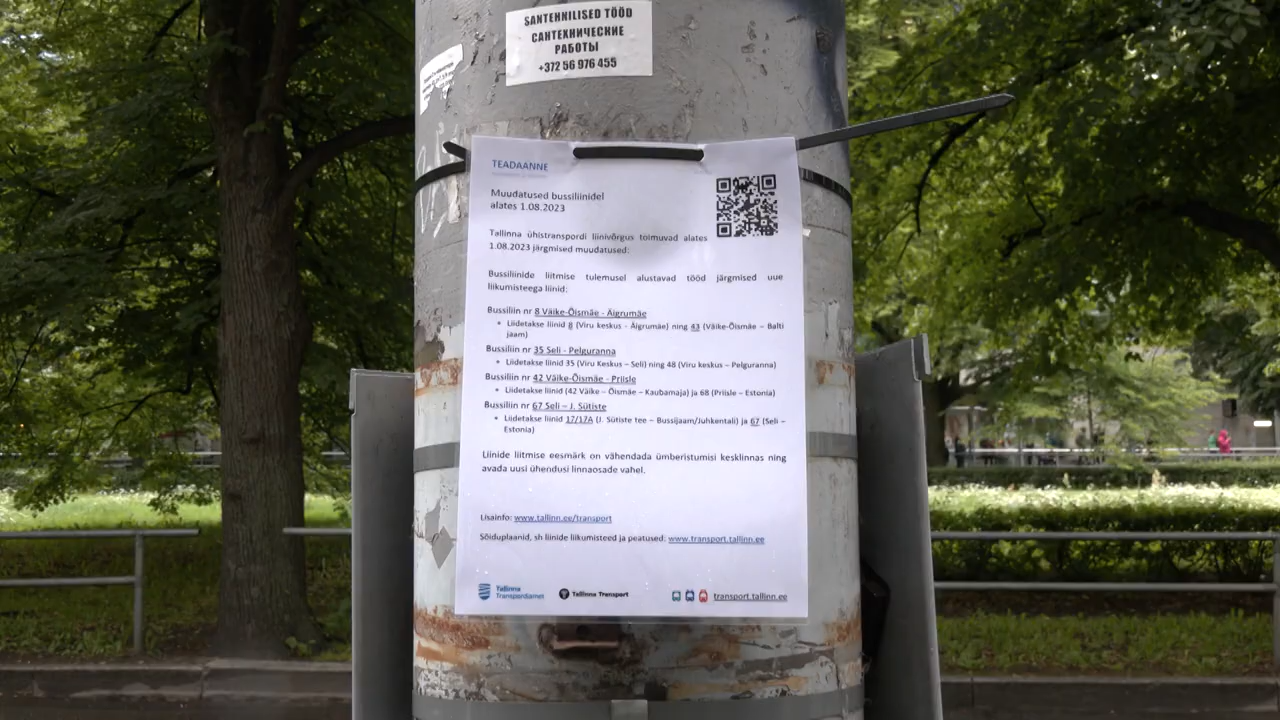 SANTEHNILISED TÖÖD
САНТЕХНИЧЕСКИЕ
РАБОТЫ
+372 56 976 455
TEADAANNE
Muudatused bussiliinidel
alates 1.08.2023
Tallinna ühistranspordi liinivõrgus toimuvad alates
1.08.2023 järgmised muudatused:
Bussiliinide liitmise tulemusel alustavad tööd järgmised uue
liikumisteega liinid:
Bussiliin nr 8 Väike-Õismäe - Äigrumäe
• Liidetakse liinid 8 (Viru keskus - Äigrumäe) ning 43 (Väike-Õismäe – Balti
jaam)
Bussiliin nr 35 Seli - Pelguranna
• Liidetakse liinid 35 (Viru Keskus – Seli) ning 48 (Viru keskus – Pelguranna)
Bussiliin nr 42 Väike-Õismäe - Priisle
• Liidetakse liinid (42 Väike – Õismäe – Kaubamaja) ja 68 (Priisle – Estonia)
Bussiliin nr 67 Seli – J. Sütiste
• Liidetakse liinid 17/17A (J. Sütiste tee – Bussijaam/Juhkentali) ja 67 (Seli –
Estonia)
Liinide liitmise eesmärk on vähendada ümberistumisi kesklinnas ning
avada uusi ühendusi linnaosade vahel.
Lisainfo: www.tallinn.ee/transport
Sõiduplaanid, sh liinide liikumisteed ja peatused: www.transport.tallinn.ee
Tallinna
Transpordiamet
Tallinna Transport
transport.tallinn.ee